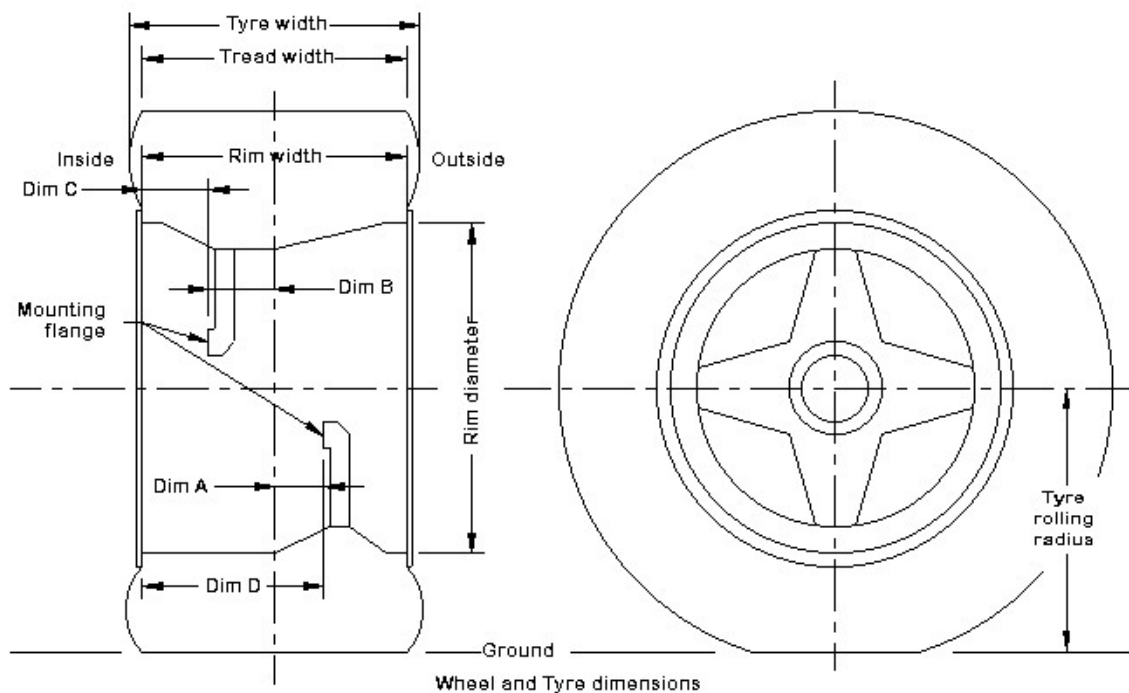 Tyre width
Tread width
Inside
Rim width
Outside
Dim C
Dim B
Mounting
flange
Rim diameter
Dim A
Tyre
rolling
radius
Dim D
Ground
Wheel and Tyre dimensions